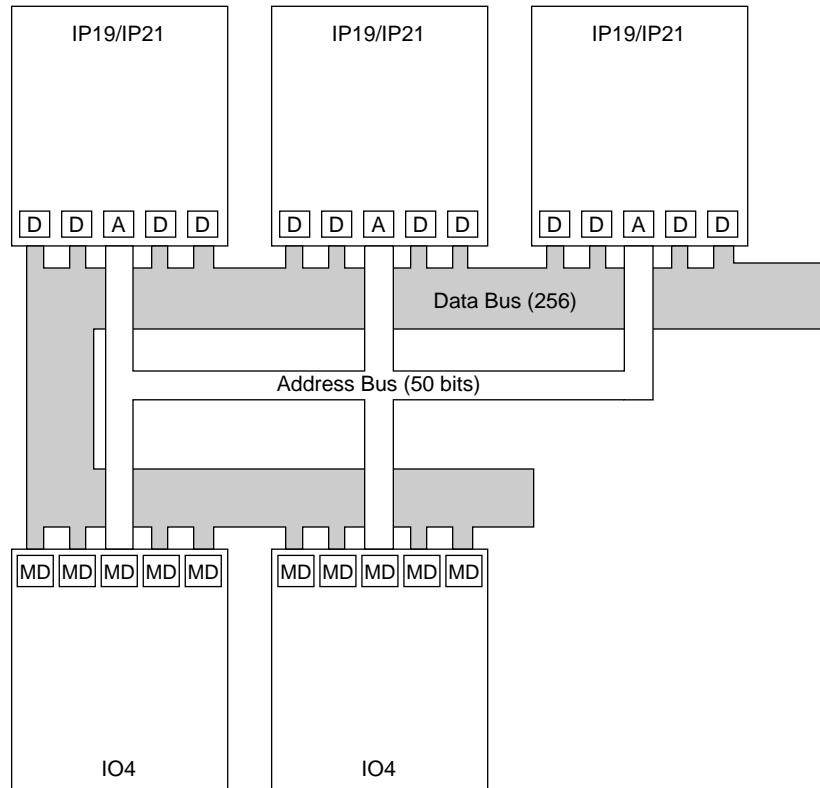 IP19/IP21 IP19/IP21 IP19/IP21
D D A D D D D A D D D D A D D
Data Bus (256)
Address Bus (50 bits)
MD MD MD MD MD MD MD MD MD MD
IO4 IO4